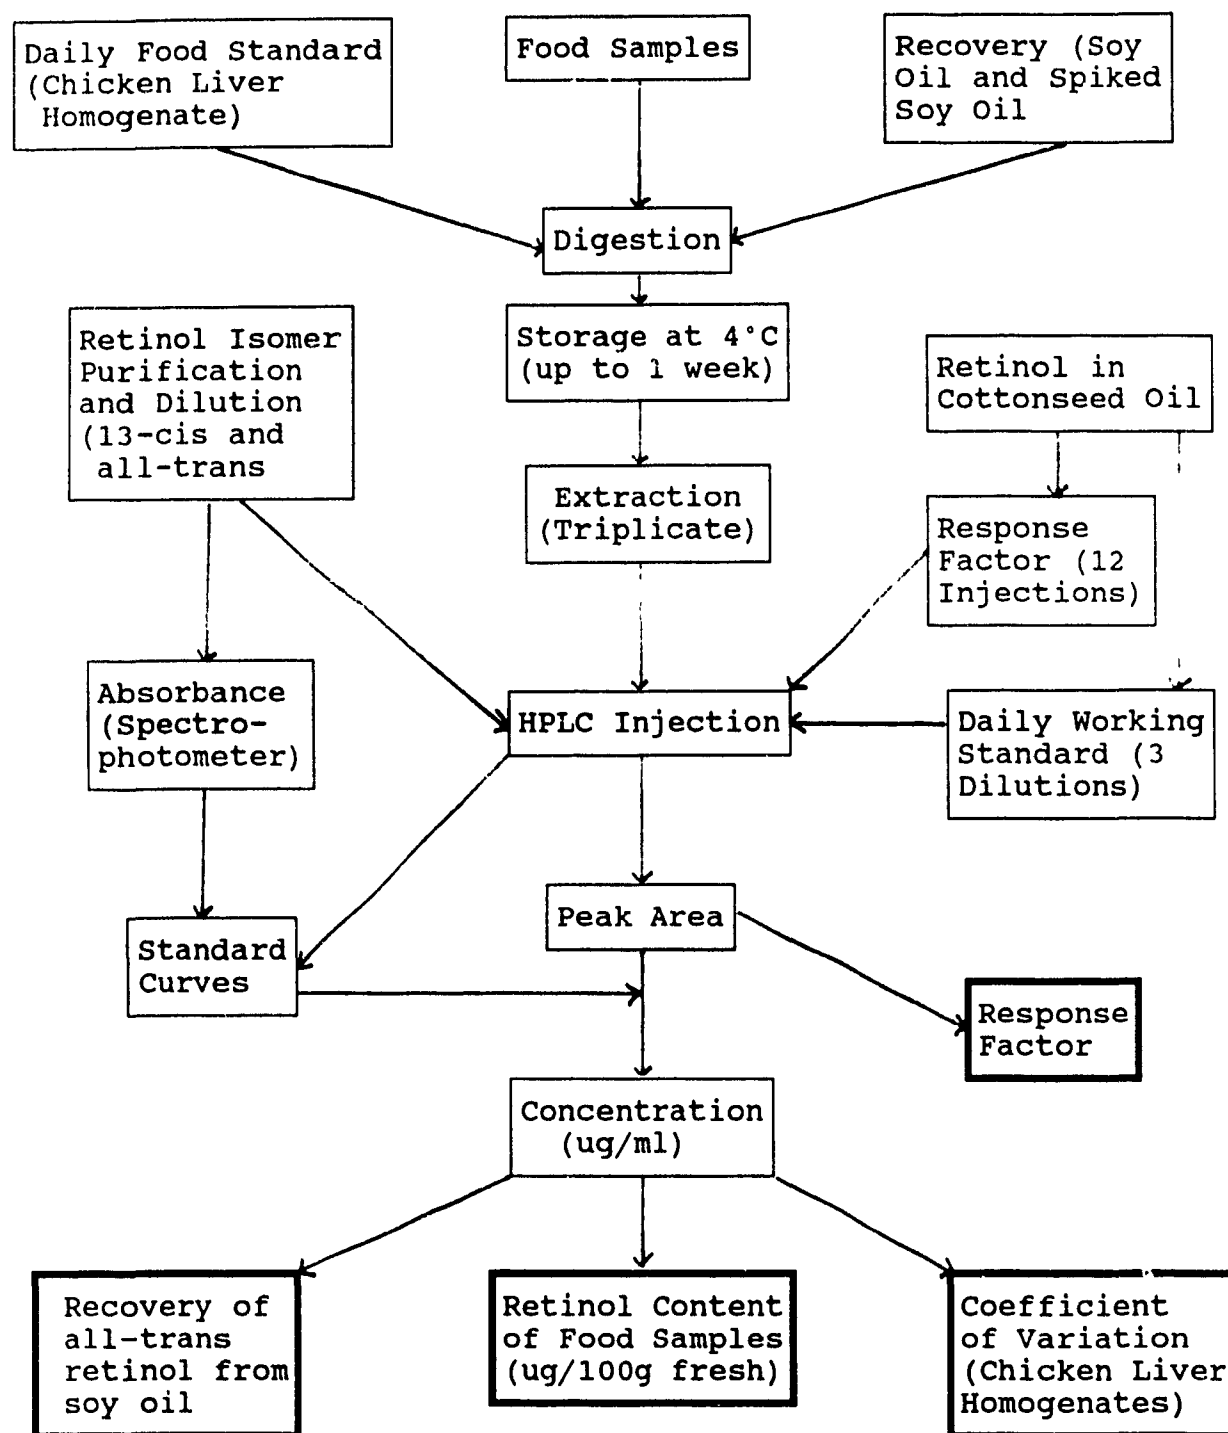 Daily Food Standard
(Chicken Liver
Homogenate)
Food Samples
Recovery (Soy
Oil and Spiked
Soy Oil
Digestion
Retinol Isomer
Purification
and Dilution
(13-cis and
all-trans
Storage at 4°C
(up to 1 week)
Retinol in
Cottonseed Oil
Extraction
(Triplicate)
Response
Factor (12
Injections)
Absorbance
(Spectro-
photometer)
HPLC Injection
Daily Working
Standard (3
Dilutions)
Standard
Curves
Peak Area
Response
Factor
Concentration
(ug/ml)
Recovery of
all-trans
retinol from
soy oil
Retinol Content
of Food Samples
(ug/100g fresh)
Coefficient
of Variation
(Chicken Liver
Homogenates)